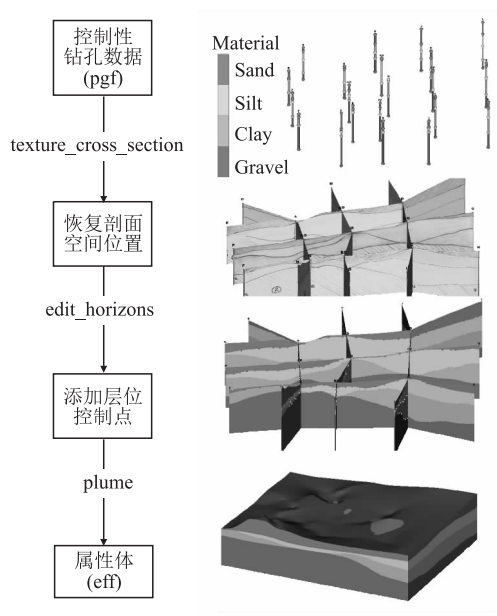 控制性
钻孔数据
(pgf)
texture_cross_section
恢复剖面
空间位置
edit_horizons
添加层位
控制点
plume
属性体
(eff)
Material
Sand
Silt
Clay
Gravel